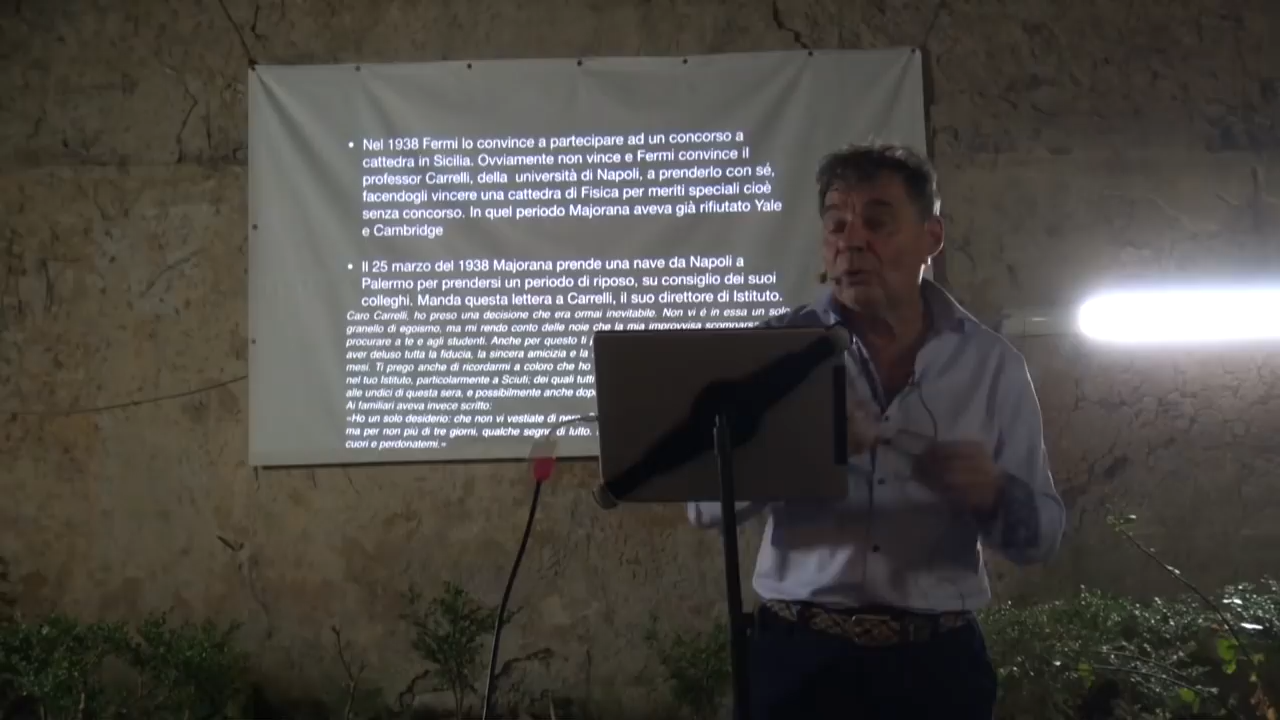 • Nel 1938 Fermi lo convince a partecipare ad un concorso a
cattedra in Sicilia. Ovviamente non vince e Fermi convince il
professor Carrelli, della università di Napoli, a prenderlo con sé,
facendogli vincere una cattedra di Fisica per meriti speciali cioè
senza concorso. In quel periodo Majorana aveva già rifiutato Yale
e Cambridge
• Il 25 marzo del 1938 Majorana prende una nave da Napoli a
Palermo per prendersi un periodo di riposo, su consiglio dei suoi
colleghi. Manda questa lettera a Carrelli, il suo direttore di Istituto.
Caro Carrelli, ho preso una decisione che era ormai inevitabile. Non vi é in essa un solo
granello di egoismo, ma mi rendo conto delle noie che la mia improvvisa
procurare a te e agli studenti. Anche per questo ti
aver deluso tutta la fiducia, la sincera amicizia e la
mesi. Ti prego anche di ricordarmi a coloro che ho
nel tuo Istituto, particolarmente a Sciuti; dei quali
alle undici di questa sera, e possibilmente anche
Ai familiari aveva invece scritto:
«Ho un solo desiderio: che non vi vestiate di
ma per non più di tre giorni, qualche segno di lutto.
cuori e perdonatemi.»